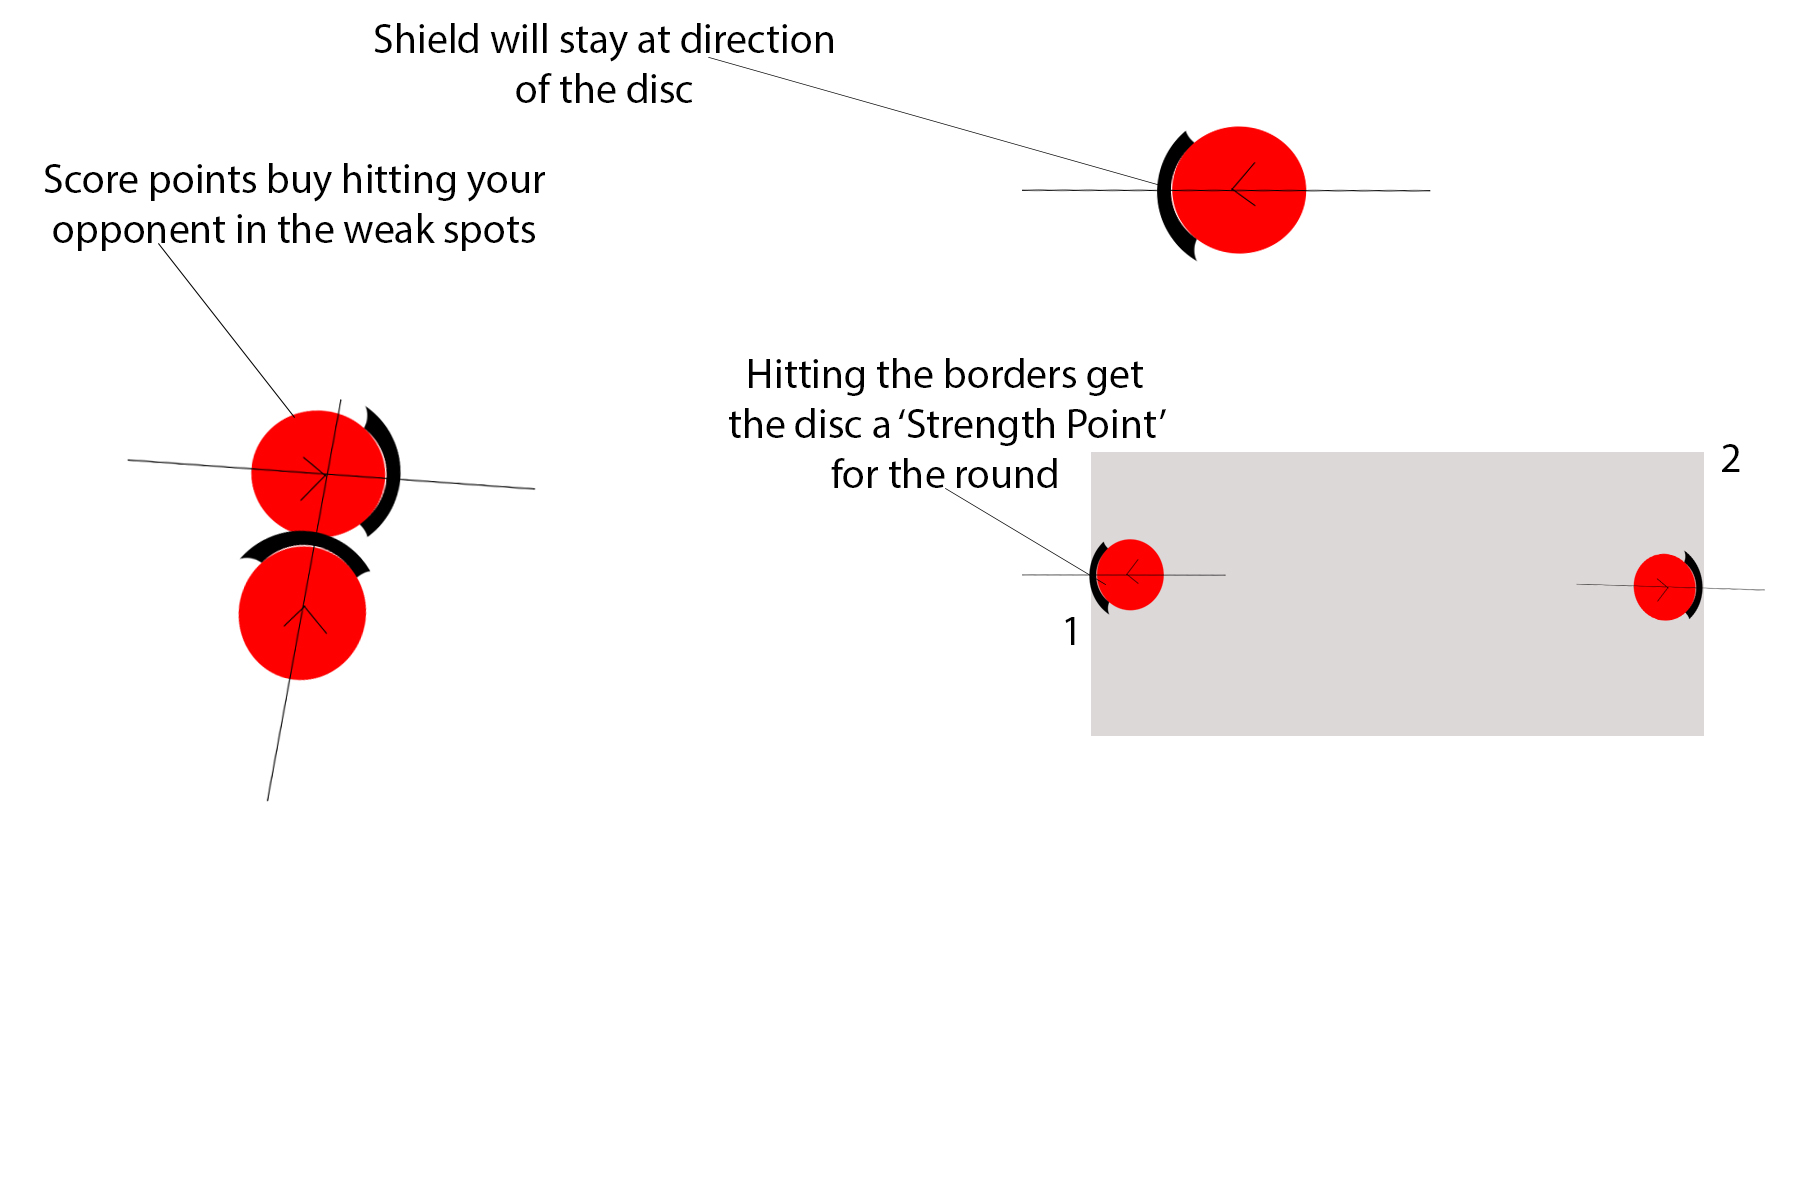 Shield will stay at direction
of the disc
Score points buy hitting your
opponent in the weak spots
Hitting the borders get
the disc a ‘Strength Point’
for the round
2
1